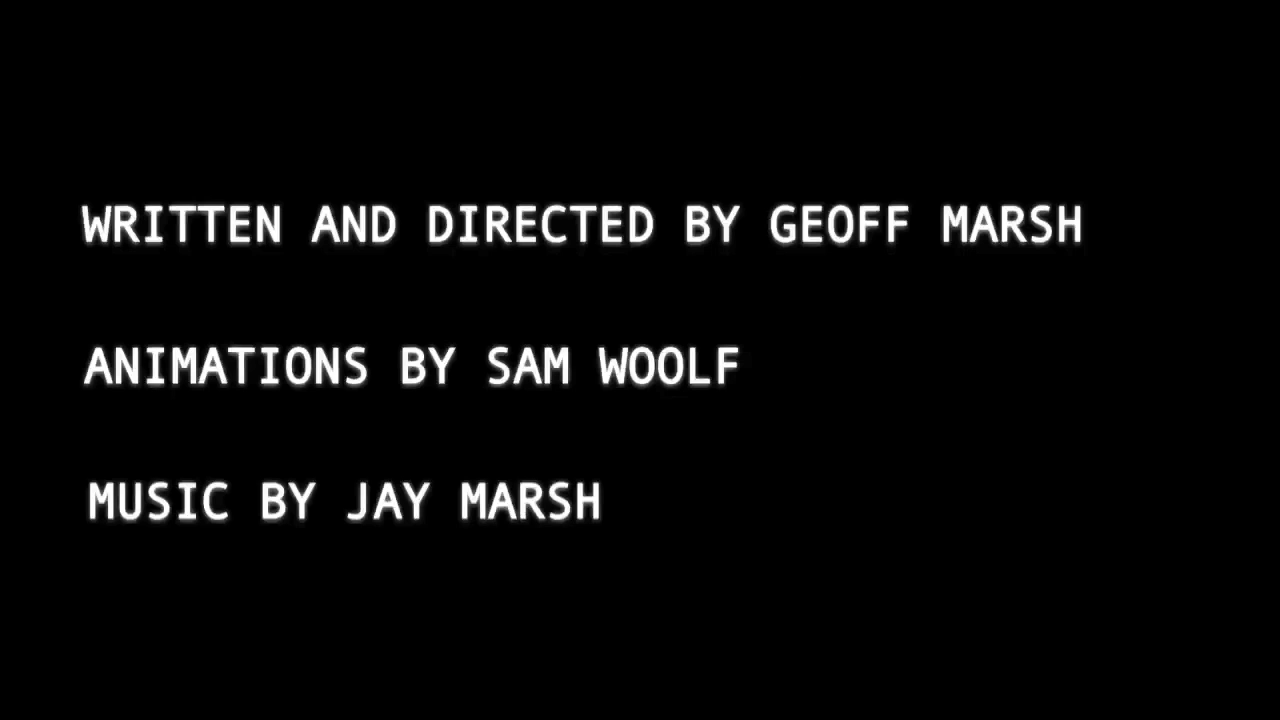 WRITTEN AND DIRECTED BY GEOFF MARSH
ANIMATIONS BY SAM WOOLF
MUSIC BY JAY MARSH